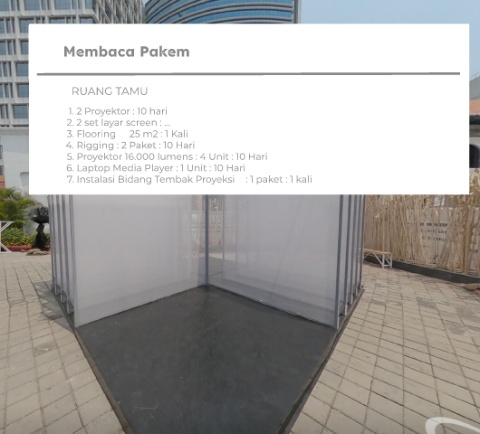 Membaca Pakem
RUANG TAMU
1. 2 Proyektor : 10 hari
2. 2 set layar screen : ...
3. Flooring 25 m2 : 1 Kali
4. Rigging : 2 Paket : 10 Hari
5. Proyektor 16.000 lumens : 4 Unit : 10 Hari
6. Laptop Media Player : 1 Unit : 10 Hari
7. Instalasi Bidang Tembak Proyeksi : 1 paket : 1 kali